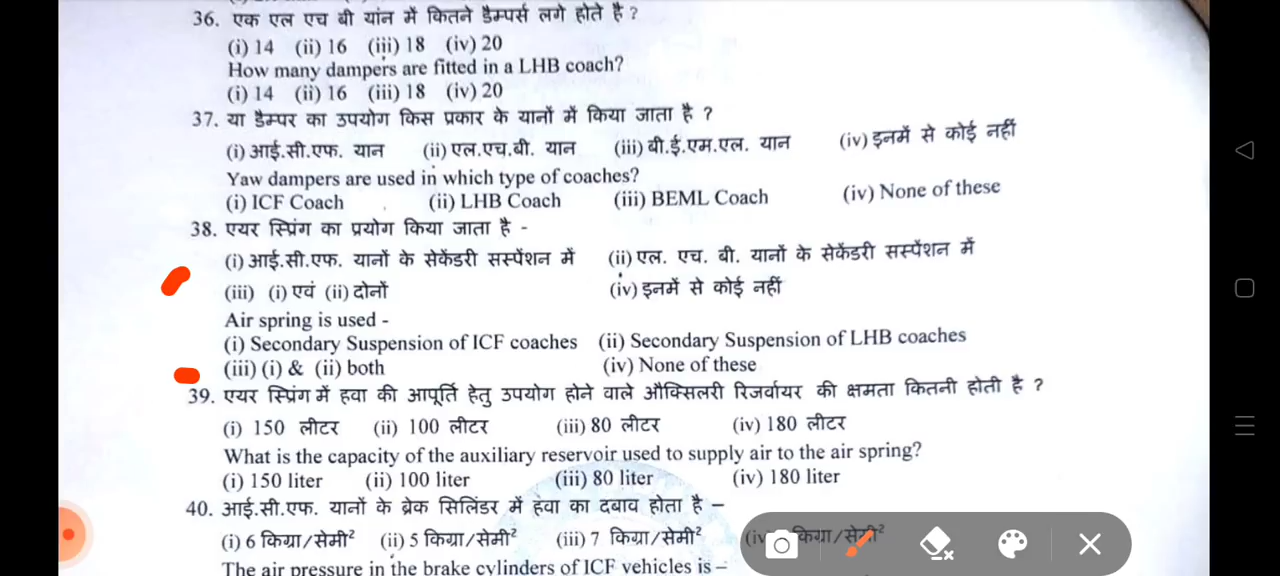 36. एक एल एच बी यांन में कितने डैम्पर्स लगे होते है ?
(i) 14 (ii) 16 (iii) 18 (iv) 20
How many dampers are fitted in a LHB coach?
(i) 14 (ii) 16 (iii) 18 (iv) 20
37. या डैम्पर का उपयोग किस प्रकार के यानों में किया जाता है ?
(i) आई.सी.एफ. यान (ii) एल.एच.बी. यान (iii) बी.ई.एम.एल. यान (iv) इनमें से कोई नहीं
Yaw dampers are used in which type of coaches?
(i) ICF Coach (ii) LHB Coach (iii) BEML Coach (iv) None of these
38. एयर स्प्रिंग का प्रयोग किया जाता है -
(i) आई.सी.एफ. यानों के सेकेंडरी सस्पेंशन में (ii) एल. एच. बी. यानों के सेकेंडरी सस्पेंशन में
(iii) (i) एवं (ii) दोनों (iv) इनमें से कोई नहीं
Air spring is used -
(i) Secondary Suspension of ICF coaches (ii) Secondary Suspension of LHB coaches
(iii) (i) & (ii) both (iv) None of these
39. एयर स्प्रिंग में हवा की आपूर्ति हेतु उपयोग होने वाले औक्सिलरी रिजर्वायर की क्षमता कितनी होती है ?
(i) 150 लीटर (ii) 100 लीटर (iii) 80 लीटर (iv) 180 लीटर
What is the capacity of the auxiliary reservoir used to supply air to the air spring?
(i) 150 liter (ii) 100 liter (iii) 80 liter (iv) 180 liter
40. आई.सी.एफ. यानों के ब्रेक सिलिंडर में हवा का दबाव होता है –
(i) 6 किग्रा/सेमी² (ii) 5 किग्रा/सेमी² (iii) 7 किग्रा/सेमी² (iv किग्रा/सेमी²
The air pressure in the brake cylinders of ICF vehicles is –